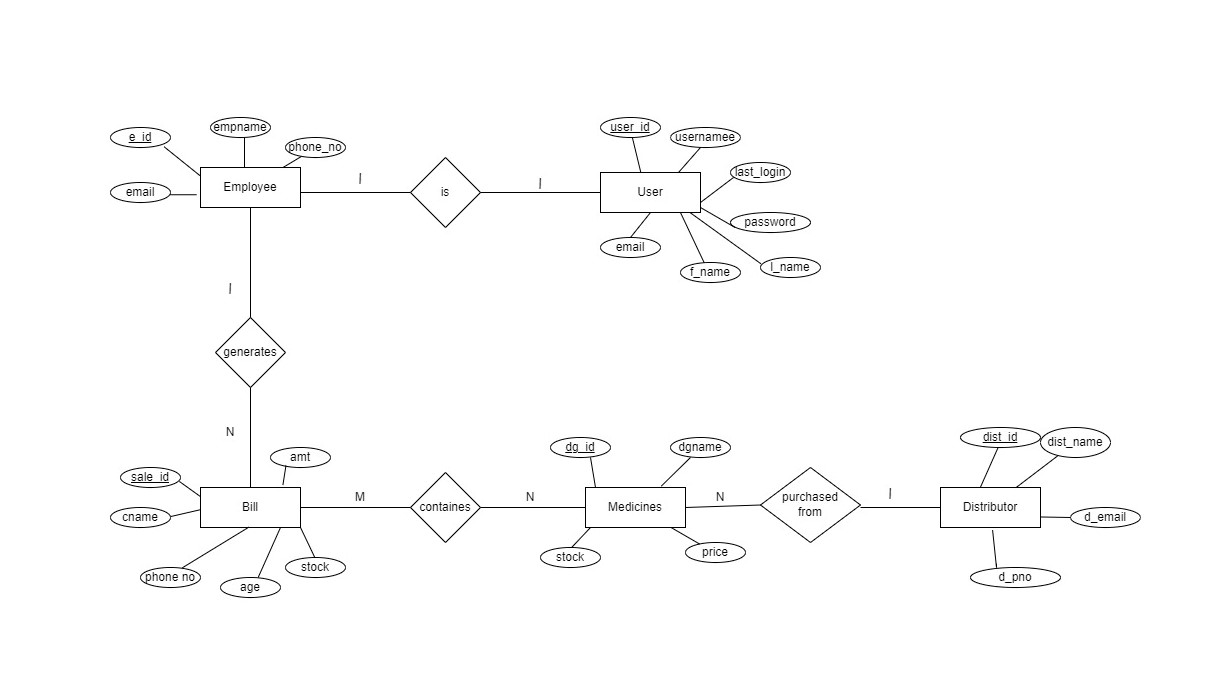 empname
user_id
e_id
usernamee
phone_no
last_login
Employee
I
is
I
User
email
password
email
f_name
l_name
I
generates
N
amt
dg_id
dgname
dist_id
dist_name
sale_id
M
N
N
I
cname
Bill
containes
Medicines
purchased
from
Distributor
d_email
stock
price
phone no
age
stock
d_pno